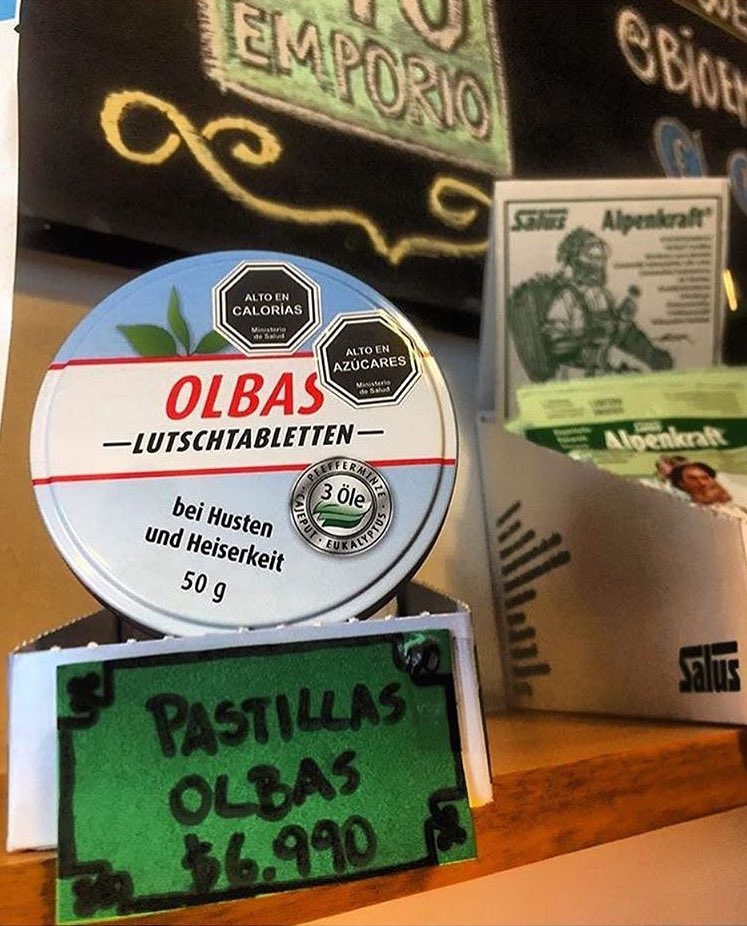 EMPORIO
@BIOEM
Salus Alpenkraft®
Alpenkraft
ALTO EN
CALORÍAS
Ministerio
de Salud
ALTO EN
AZÚCARES
Ministerio
de Salud
OLBAS
—LUTSCHTABLETTEN—
PFEFFERMINZE
3 Öle
CAJEPUT · EUKALYPTUS
bei Husten
und Heiserkeit
50 g
Salus
PASTILLAS
OLBAS
$6.990